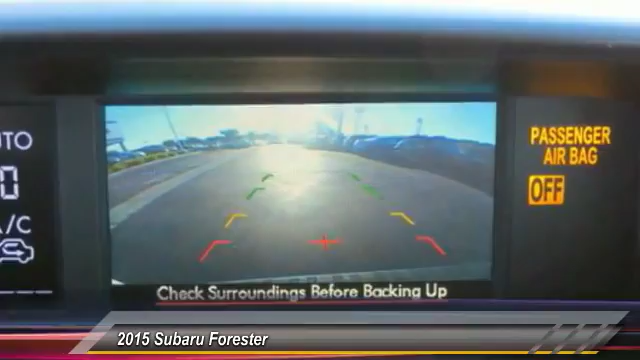 PASSENGER
AIR BAG
OFF
Check Surroundings Before Backing Up
2015 Subaru Forester